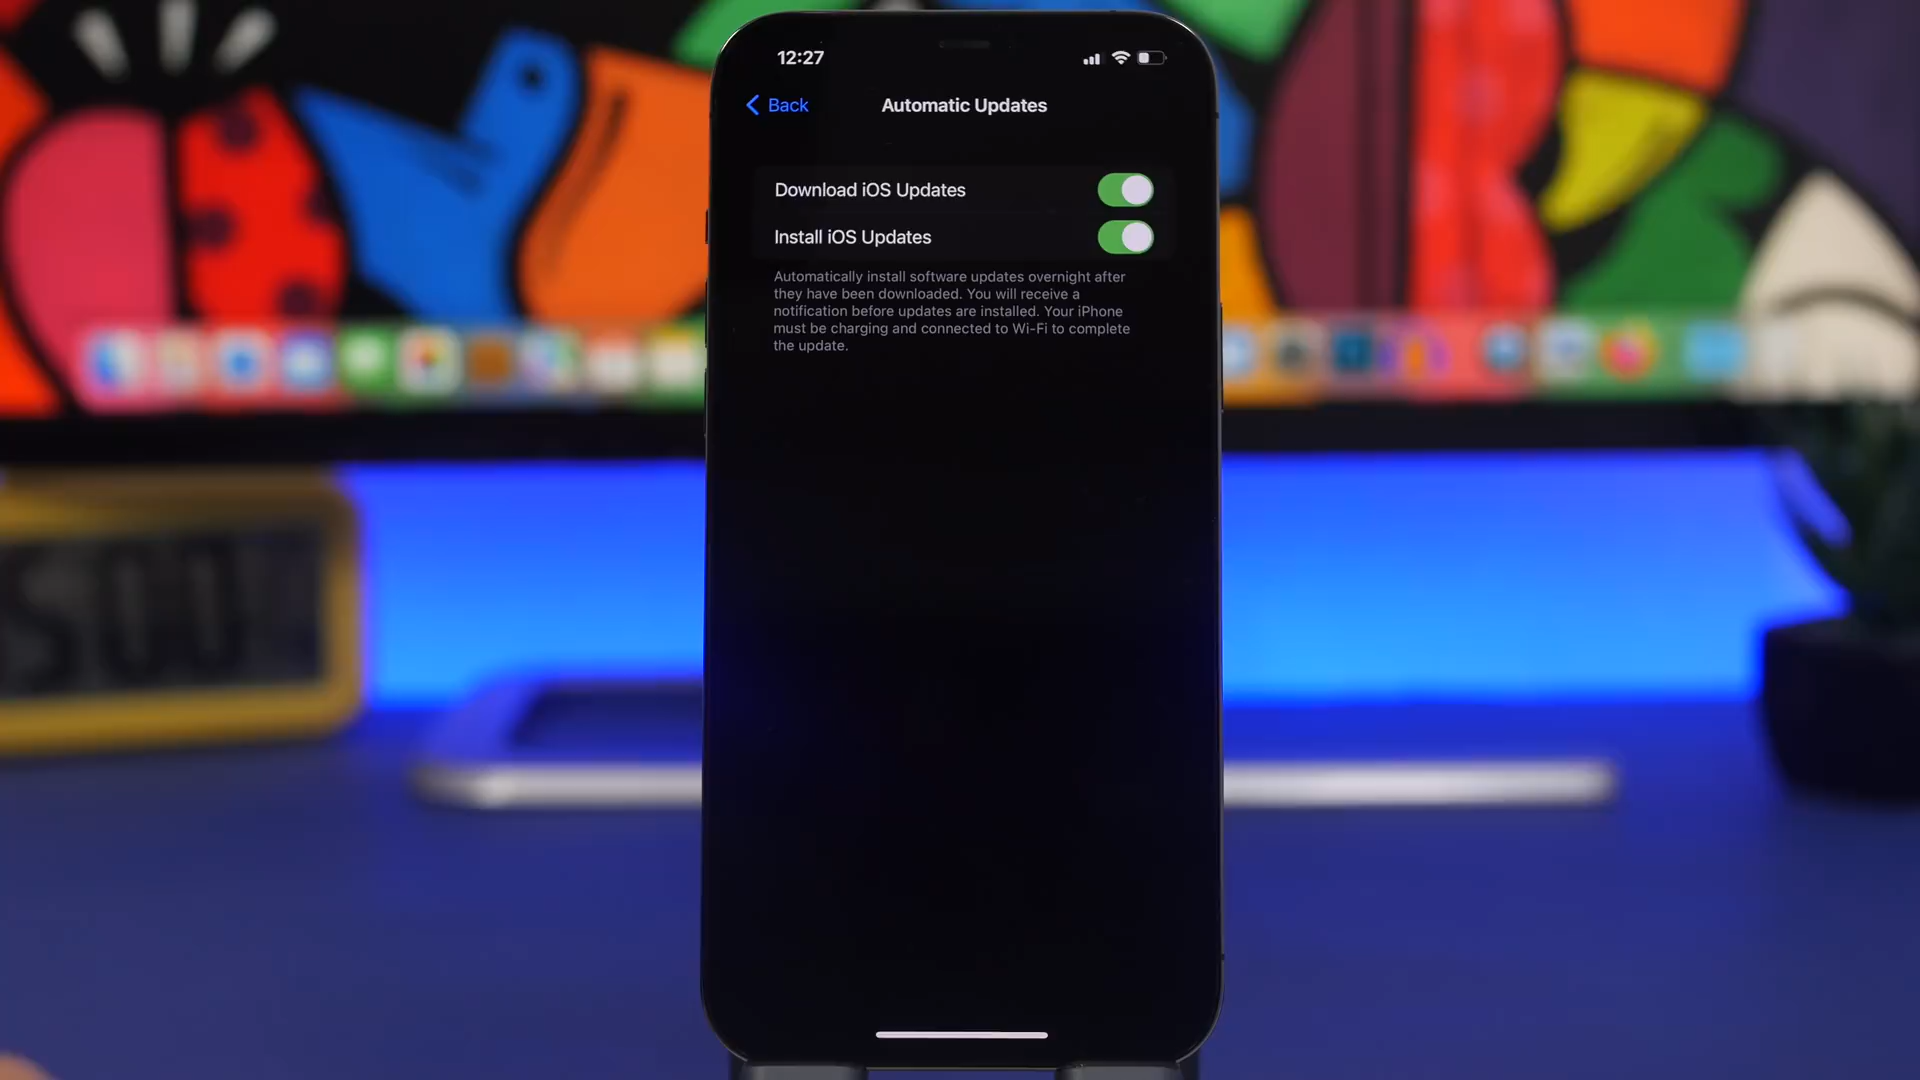 12:27
Back
Automatic Updates
Download iOS Updates
Install iOS Updates
Automatically install software updates overnight after
they have been downloaded. You will receive a
notification before updates are installed. Your iPhone
must be charging and connected to Wi-Fi to complete
the update.